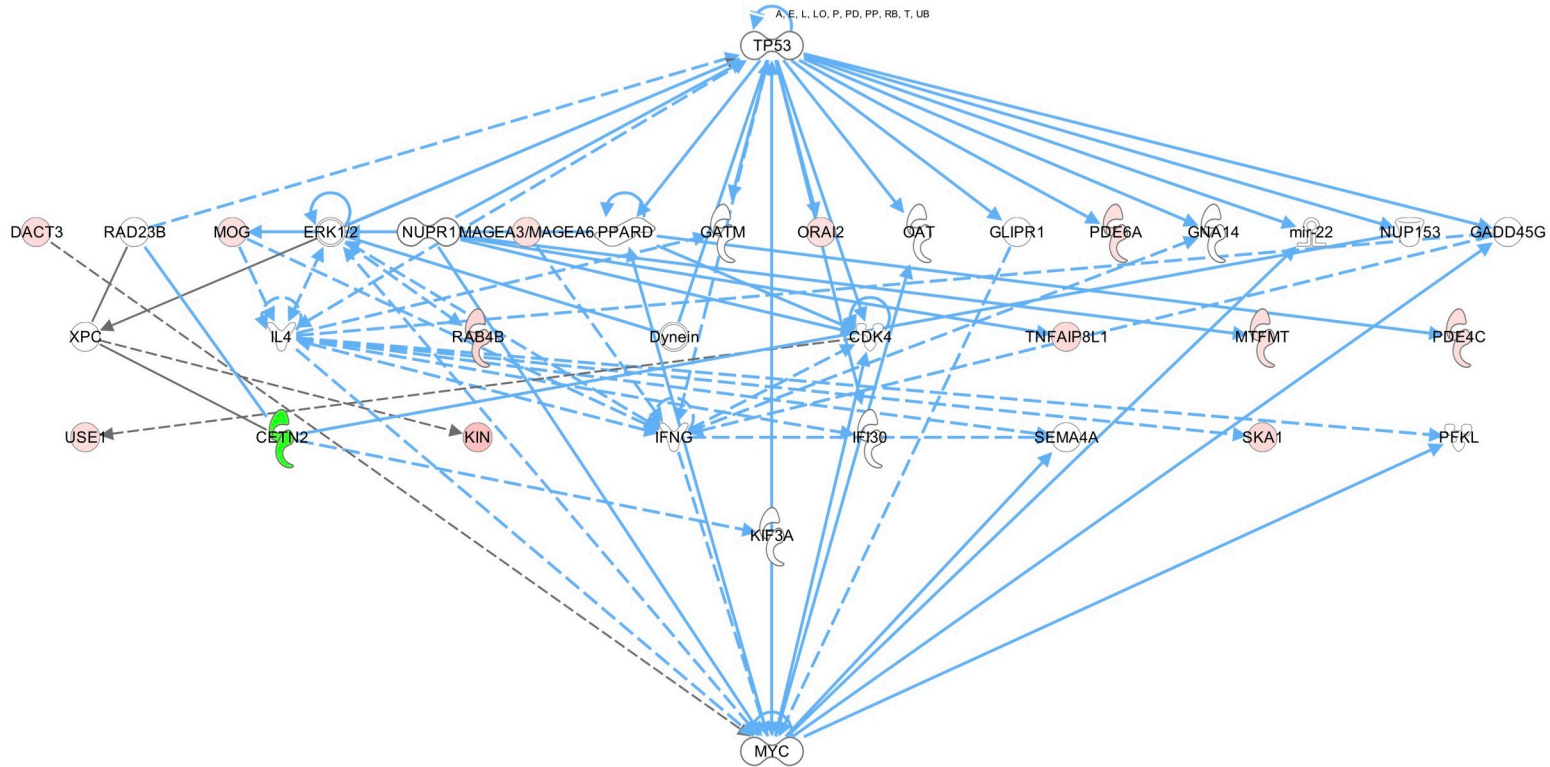 A, E, L, LO, P, PD, PP, RB, T, UB
TP53
DACT3 RAD23B MOG ERK1/2 NUPR1 MAGEA3/MAGEA6 PPARD GATM ORAI2 OAT GLIPR1 PDE6A GNA14 mir-22 NUP153 GADD45G
XPC IL4 RAB4B Dynein CDK4 TNFAIP8L1 MTFMT PDE4C
USE1 CETN2 KIN IFNG IFI30 SEMA4A SKA1 PFKL
KIF3A
MYC